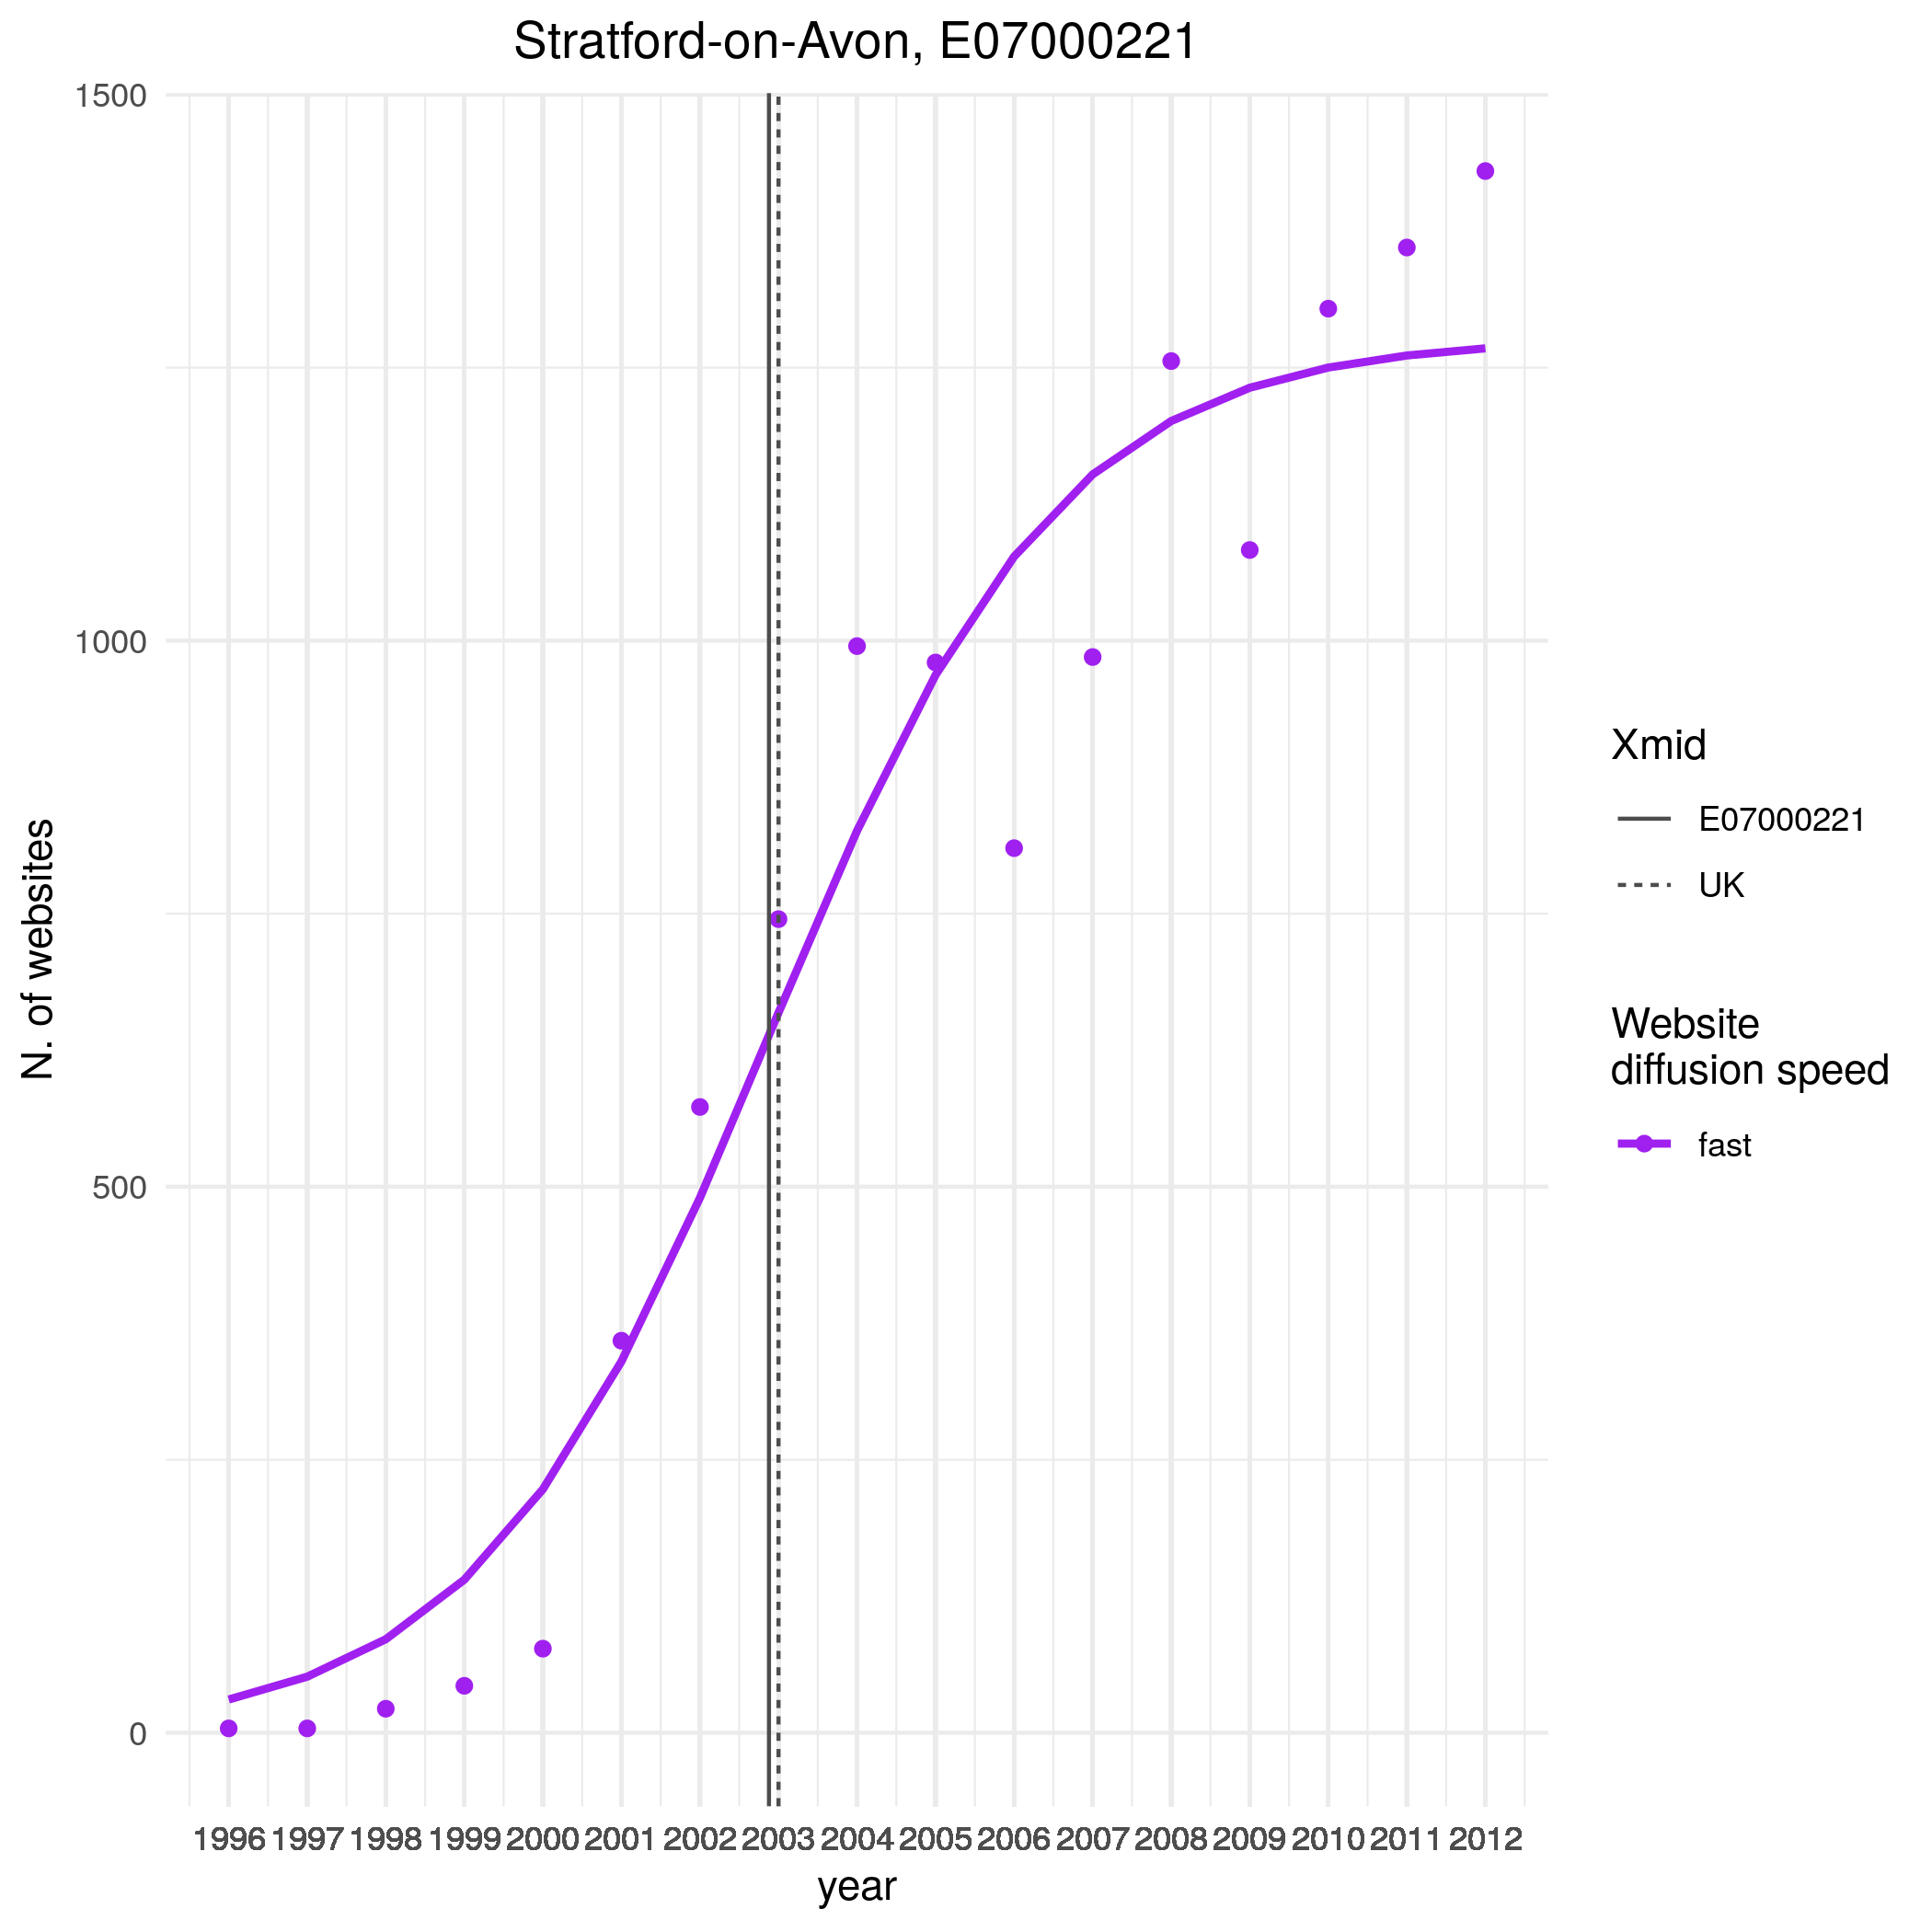 Stratford-on-Avon, E07000221
1500
1000
500
0
N. of websites
1996 1997 1998 1999 2000 2001 2002 2003 2004 2005 2006 2007 2008 2009 2010 2011 2012
year
Xmid
E07000221
UK
Website
diffusion speed
fast